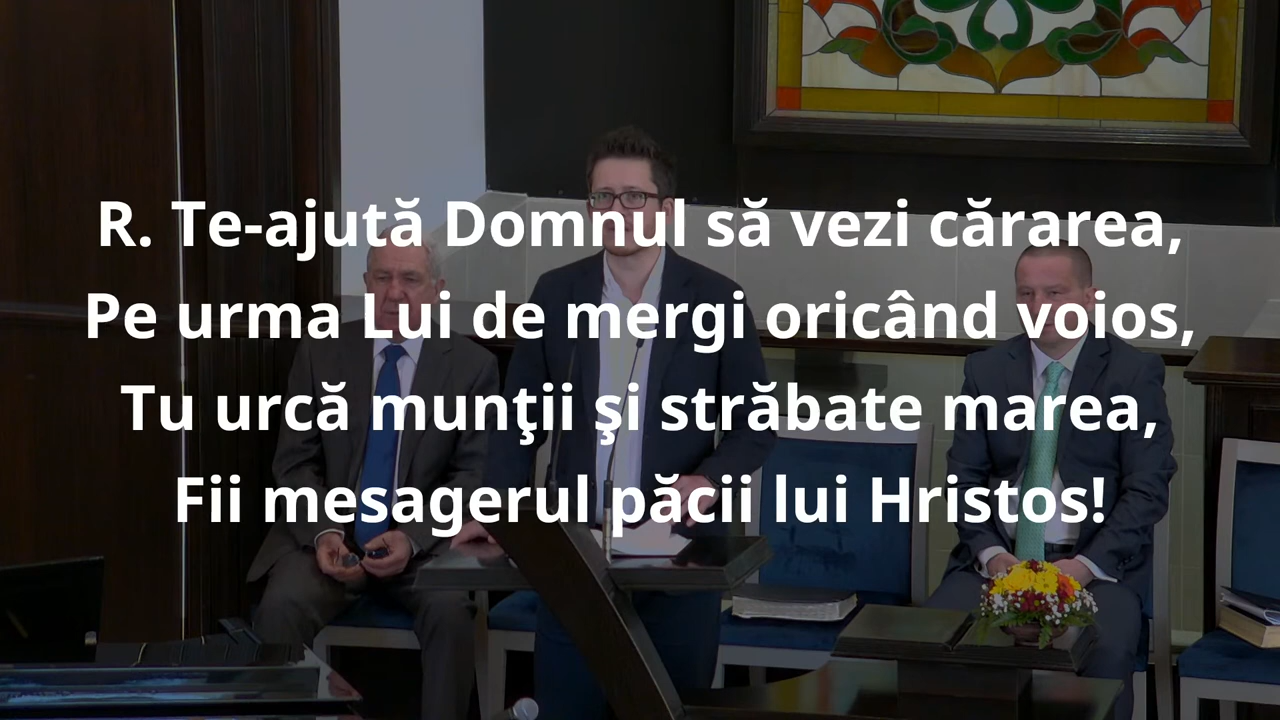 R. Te-ajută Domnul să vezi cărarea,
Pe urma Lui de mergi oricând voios,
Tu urcă munţii şi străbate marea,
Fii mesagerul păcii lui Hristos!